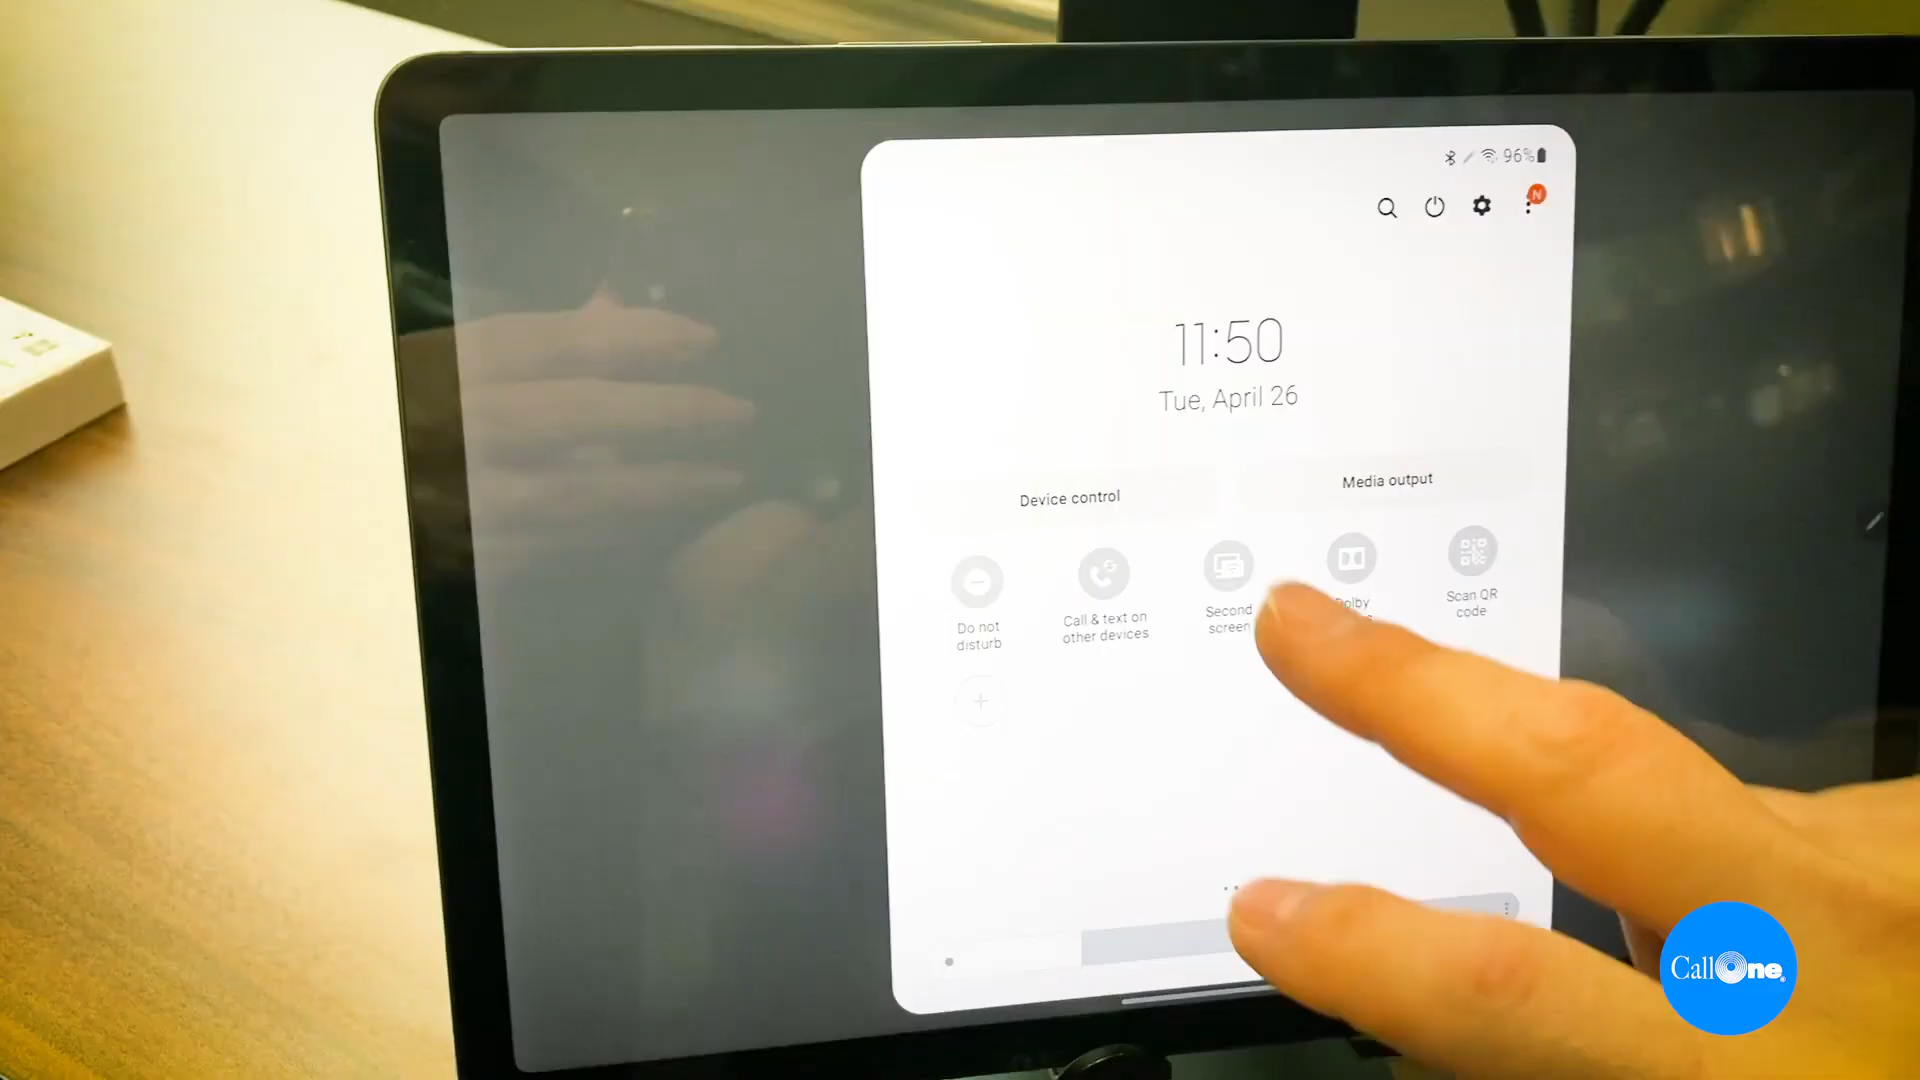 96%
N
11:50
Tue, April 26
Device control
Media output
Do not
disturb
Call & text on
other devices
Second
screen
Scan QR
code
CallOne